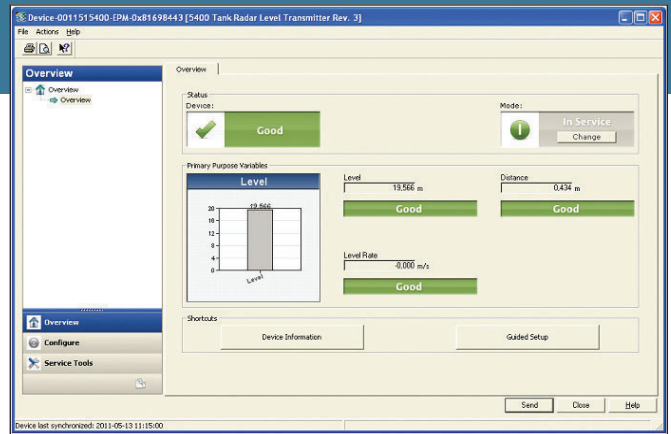 Device-0011515400-EPM-0x81698443 [5400 Tank Radar Level Transmitter Rev. 3]
File Actions Help
Overview
Overview
Overview
Overview
Status
Device:
Good
Mode:
In Service
Change
Primary Purpose Variables
Level
19.566
20
16
12
8
4
0
Level
Level
19,566 m
Good
Distance
0,434 m
Good
Level Rate
-0,000 m/s
Good
Shortcuts
Device Information
Guided Setup
Overview
Configure
Service Tools
Send Close Help
Device last synchronized: 2011-05-13 11:15:00